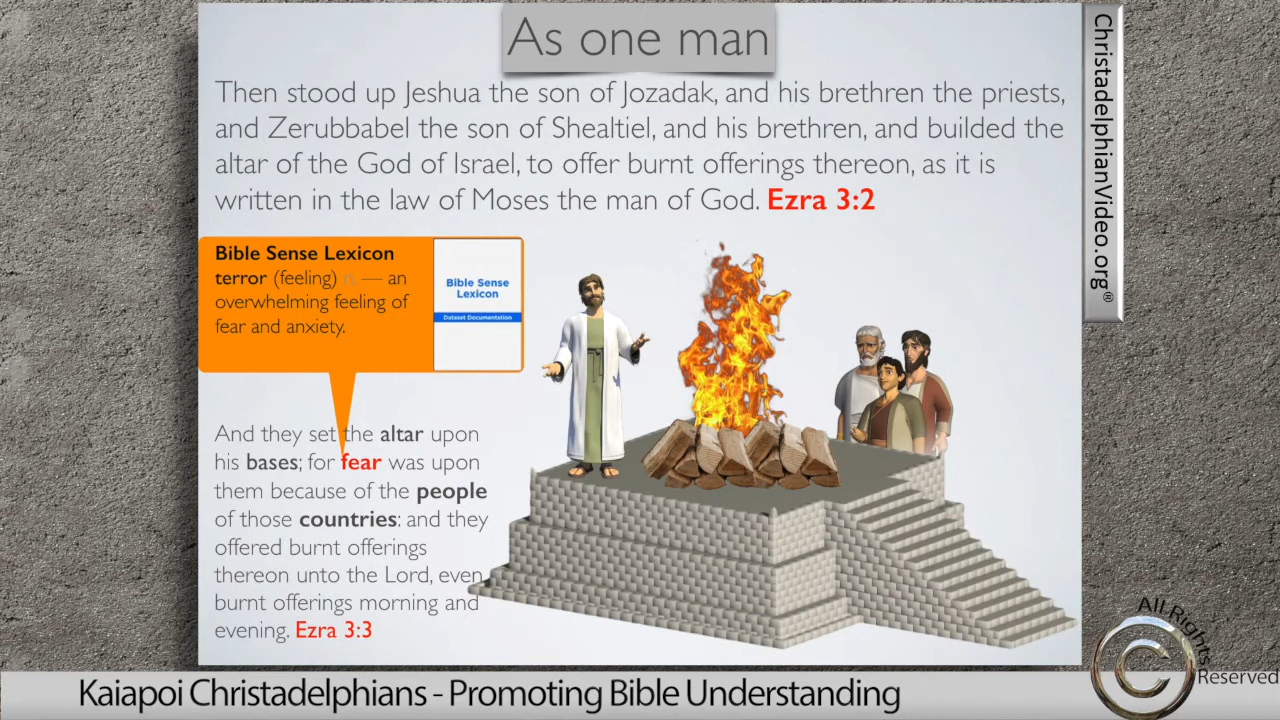 As one man
Then stood up Jeshua the son of Jozadak, and his brethren the priests,
and Zerubbabel the son of Shealtiel, and his brethren, and builded the
altar of the God of Israel, to offer burnt offerings thereon, as it is
written in the law of Moses the man of God. Ezra 3:2
Bible Sense Lexicon
terror (feeling) n. — an
overwhelming feeling of
fear and anxiety.
Bible Sense
Lexicon
Dataset Documentation
And they set the altar upon
his bases; for fear was upon
them because of the people
of those countries: and they
offered burnt offerings
thereon unto the Lord, even
burnt offerings morning and
evening. Ezra 3:3
ChristadelphianVideo.org®
All Rights
Reserved
C
Kaiapoi Christadelphians - Promoting Bible Understanding